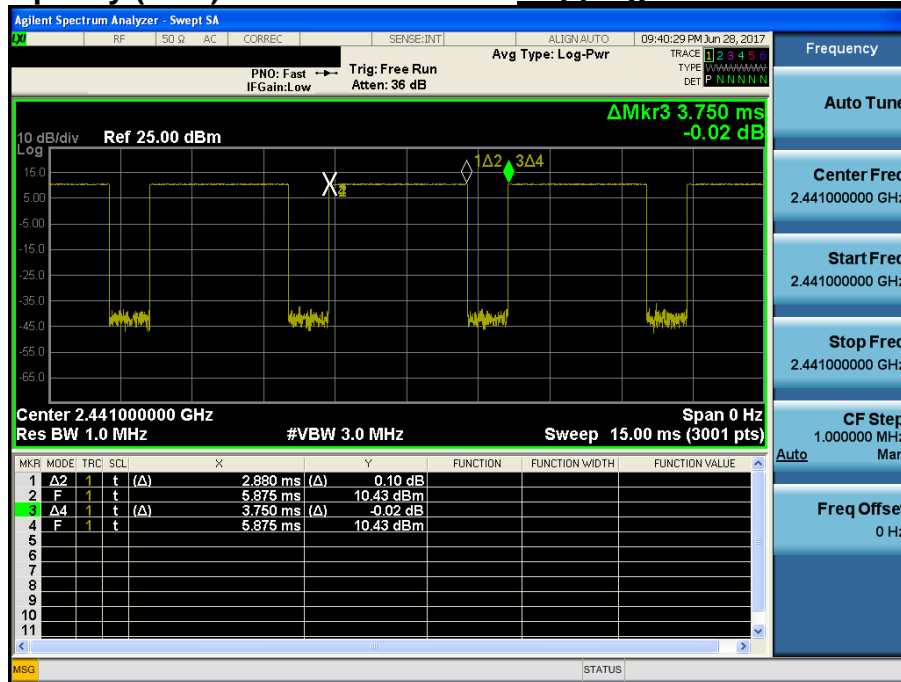 Agilent Spectrum Analyzer - Swept SA
LXI RF 50 Ω AC CORREC SENSE:INT ALIGNAUTO 09:40:29 PM Jun 28, 2017
Avg Type: Log-Pwr TRACE 1 2 3 4 5 6
PNO: Fast Trig: Free Run TYPE
IFGain:Low Atten: 36 dB DET P N N N N N
Frequency
ΔMkr3 3.750 ms
-0.02 dB
10 dB/div Ref 25.00 dBm
Log
1Δ2 3Δ4
15.0
5.00
-5.00
-15.0
-25.0
-35.0
-45.0
-55.0
-65.0
Center 2.441000000 GHz Span 0 Hz
Res BW 1.0 MHz #VBW 3.0 MHz Sweep 15.00 ms (3001 pts)
MKR MODE TRC SCL X Y FUNCTION FUNCTION WIDTH FUNCTION VALUE
1 Δ2 1 t (Δ) 2.880 ms (Δ) 0.10 dB
2 F 1 t 5.875 ms 10.43 dBm
3 Δ4 1 t (Δ) 3.750 ms (Δ) -0.02 dB
4 F 1 t 5.875 ms 10.43 dBm
5
6
7
8
9
10
11
Auto Tune
Center Freq
2.441000000 GHz
Start Freq
2.441000000 GHz
Stop Freq
2.441000000 GHz
CF Step
1.000000 MHz
Auto Man
Freq Offset
0 Hz
MSG STATUS